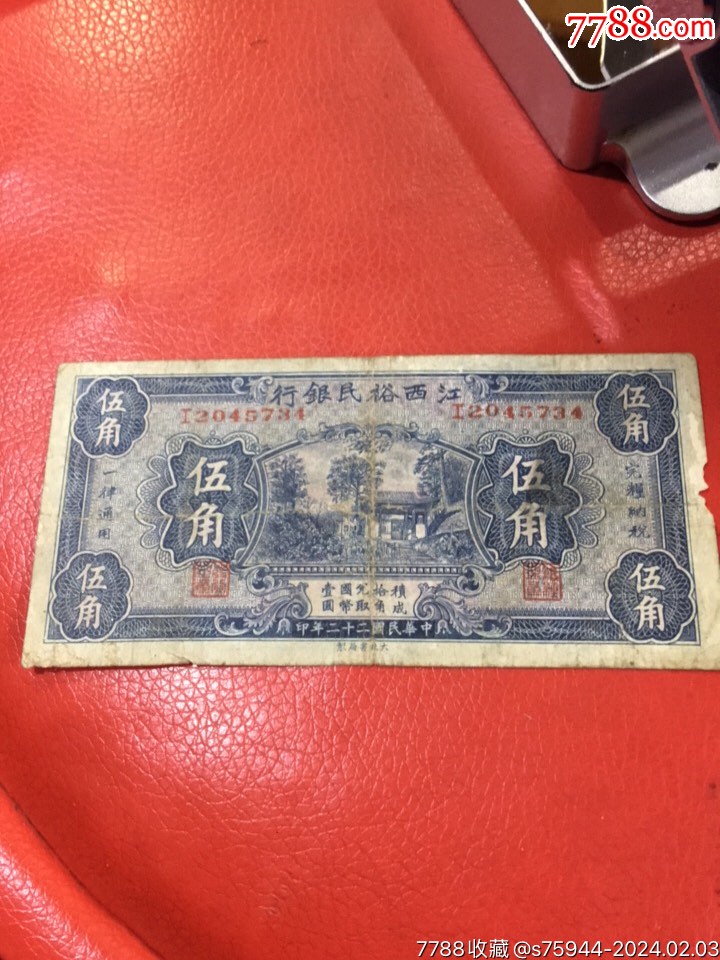 7788.com
行銀民裕西江
I2045734
I2045734
伍角
伍角
伍角
伍角
一律通用
完糧納稅
伍角
伍角
積成
拾角
兌取
國幣
壹圓
印年二十二國民華中
7788收藏@s75944-2024.02.03